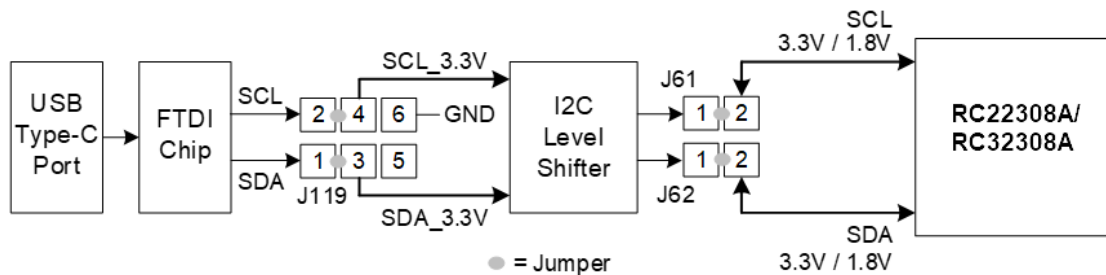 USB
Type-C
Port
FTDI
Chip
SCL
SDA
2 4 6
GND
1 3 5
J119
SCL_3.3V
SDA_3.3V
I2C
Level
Shifter
J61
1 2
1 2
J62
SCL
3.3V / 1.8V
SDA
3.3V / 1.8V
RC22308A/
RC32308A
= Jumper